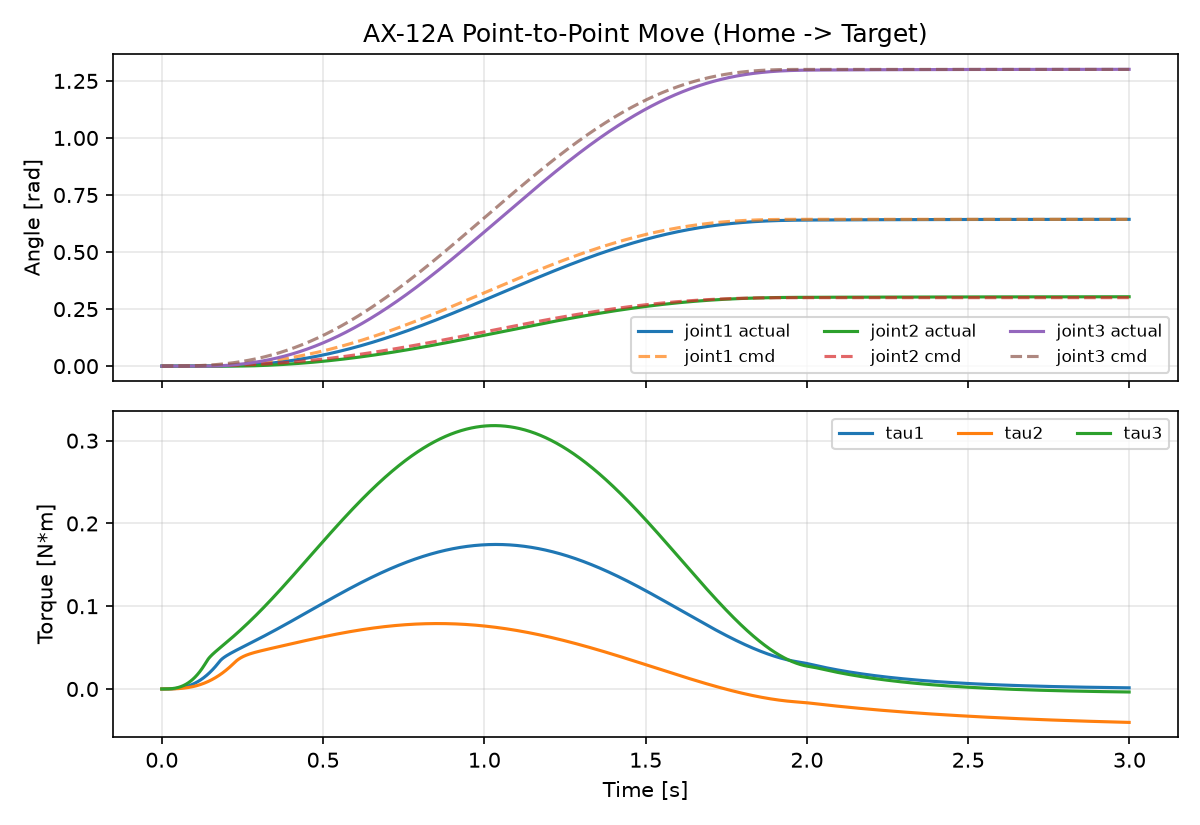 AX-12A Point-to-Point Move (Home -> Target)
Angle [rad]
1.25
1.00
0.75
0.50
0.25
0.00
joint1 actual joint2 actual joint3 actual
joint1 cmd joint2 cmd joint3 cmd
Torque [N*m]
0.3
0.2
0.1
0.0
tau1 tau2 tau3
0.0 0.5 1.0 1.5 2.0 2.5 3.0
Time [s]